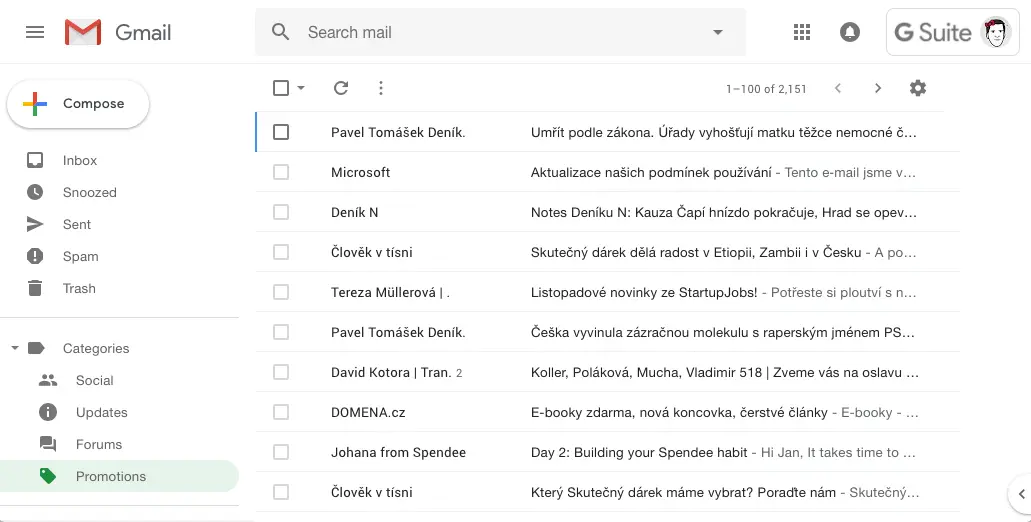 Gmail
Search mail
G Suite
Compose
1–100 of 2,151
Inbox
Snoozed
Sent
Spam
Trash
Categories
Social
Updates
Forums
Promotions
Pavel Tomášek Deník. Umřít podle zákona. Úřady vyhošťují matku těžce nemocné č…
Microsoft Aktualizace našich podmínek používání - Tento e-mail jsme v…
Deník N Notes Deníku N: Kauza Čapí hnízdo pokračuje, Hrad se opev…
Člověk v tísni Skutečný dárek dělá radost v Etiopii, Zambii i v Česku - A po…
Tereza Müllerová | . Listopadové novinky ze StartupJobs! - Potřeste si ploutví s n…
Pavel Tomášek Deník. Češka vyvinula zázračnou molekulu s raperským jménem PS…
David Kotora | Tran. 2 Koller, Poláková, Mucha, Vladimir 518 | Zveme vás na oslavu …
DOMENA.cz E-booky zdarma, nová koncovka, čerstvé články - E-booky - …
Johana from Spendee Day 2: Building your Spendee habit - Hi Jan, It takes time to …
Člověk v tísni Který Skutečný dárek máme vybrat? Poraďte nám - Skutečný…